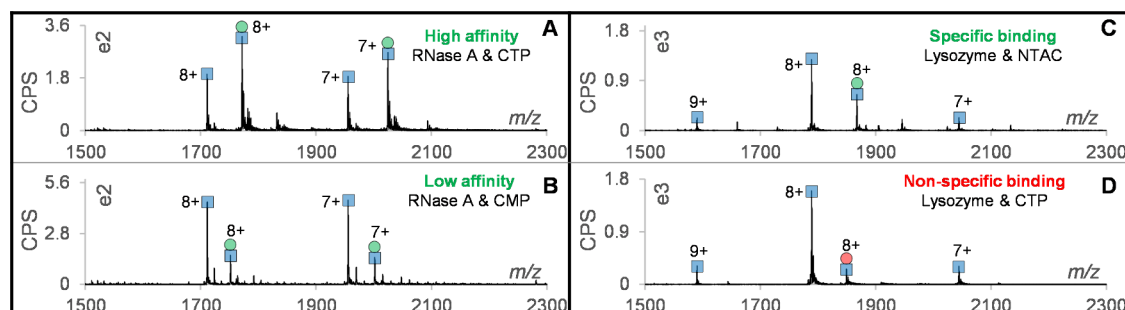 A
High affinity
RNase A & CTP
e2
CPS
3.6
1.8
0
8+
8+
7+
7+
m/z
1500 1700 1900 2100 2300
B
Low affinity
RNase A & CMP
e2
CPS
5.6
2.8
0
8+
8+
7+
7+
m/z
1500 1700 1900 2100 2300
C
Specific binding
Lysozyme & NTAC
e3
CPS
1.8
0.9
0
9+
8+
8+
7+
m/z
1500 1700 1900 2100 2300
D
Non-specific binding
Lysozyme & CTP
e3
CPS
1.8
0.9
0
9+
8+
8+
7+
m/z
1500 1700 1900 2100 2300